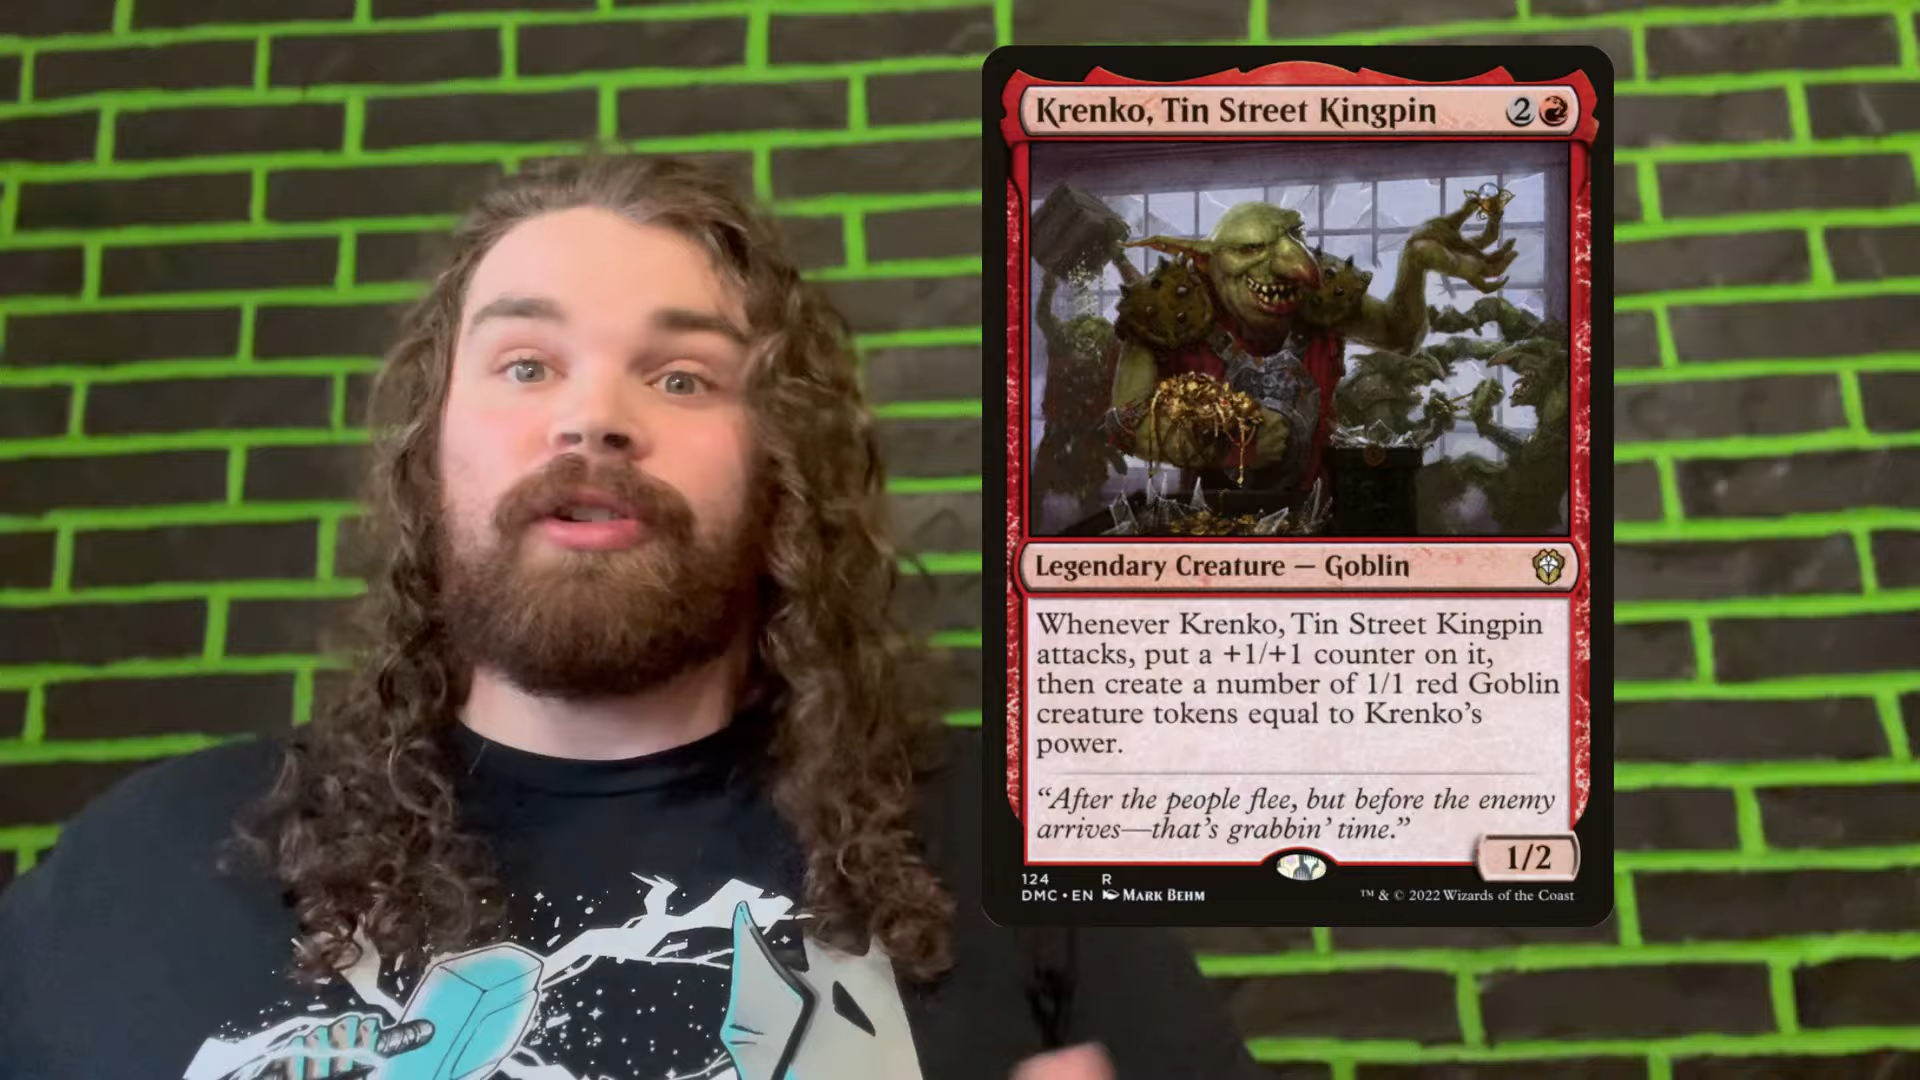 Krenko, Tin Street Kingpin 2
Legendary Creature — Goblin
Whenever Krenko, Tin Street Kingpin
attacks, put a +1/+1 counter on it,
then create a number of 1/1 red Goblin
creature tokens equal to Krenko's
power.
“After the people flee, but before the enemy
arrives—that's grabbin' time.”
1/2
124 R
DMC • EN MARK BEHM
™ & © 2022 Wizards of the Coast